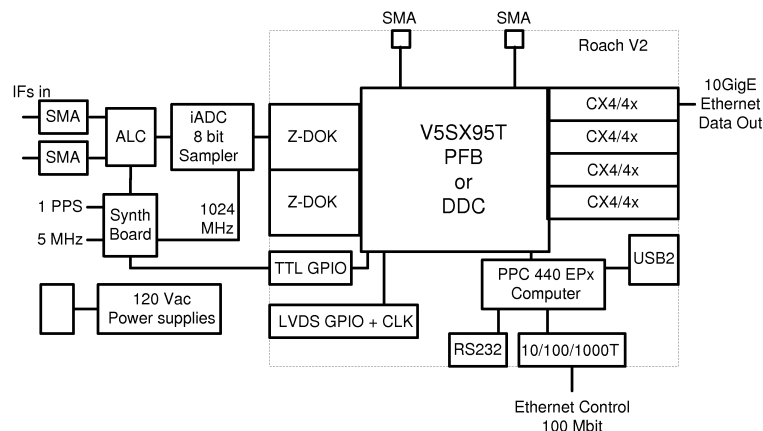 SMA
SMA
Roach V2
IFs in
SMA
SMA
ALC
iADC
8 bit
Sampler
Z-DOK
Z-DOK
V5SX95T
PFB
or
DDC
CX4/4x
CX4/4x
CX4/4x
CX4/4x
10GigE
Ethernet
Data Out
1 PPS
5 MHz
Synth
Board
1024
MHz
TTL GPIO
LVDS GPIO + CLK
PPC 440 EPx
Computer
USB2
120 Vac
Power supplies
RS232
10/100/1000T
Ethernet Control
100 Mbit